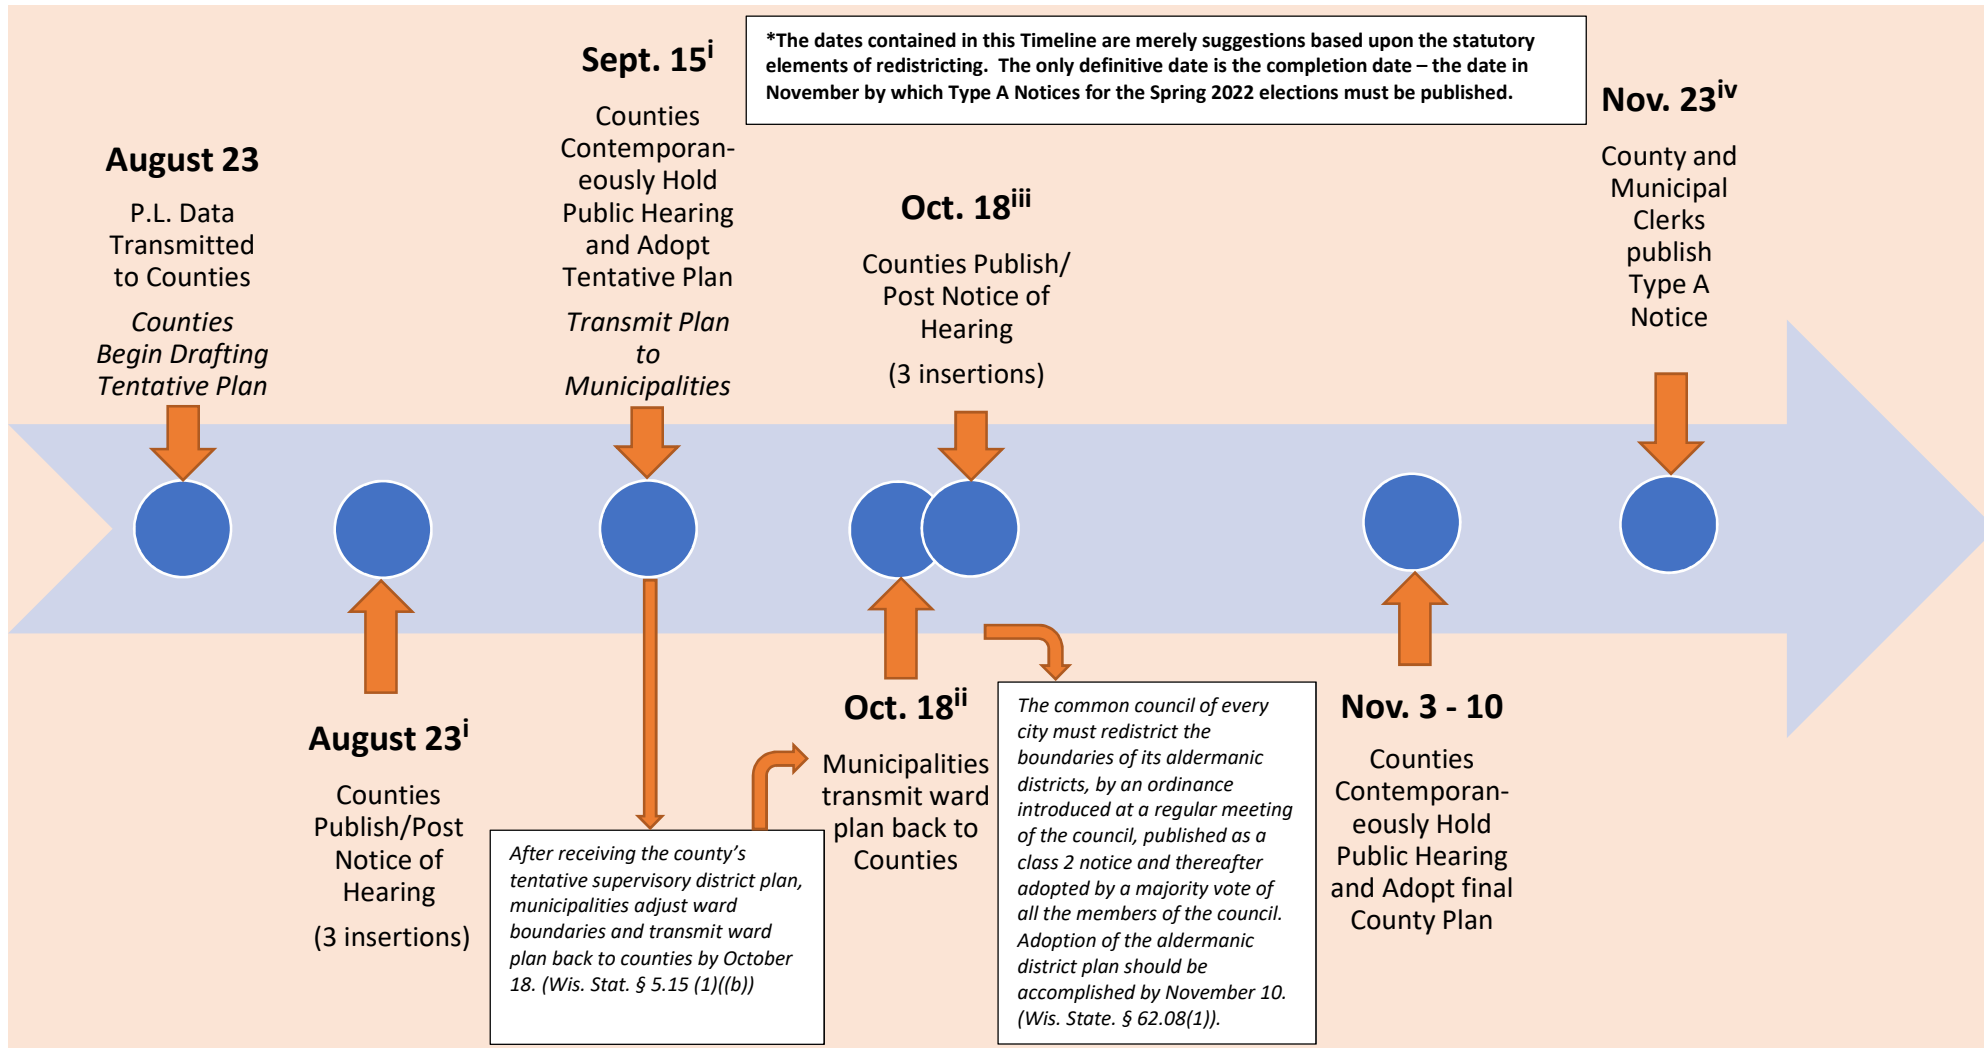 *The dates contained in this Timeline are merely suggestions based upon the statutory
elements of redistricting. The only definitive date is the completion date – the date in
November by which Type A Notices for the Spring 2022 elections must be published.
August 23
P.L. Data
Transmitted
to Counties
Counties
Begin Drafting
Tentative Plan
August 23i
Counties
Publish/Post
Notice of
Hearing
(3 insertions)
Sept. 15i
Counties
Contemporan-
eously Hold
Public Hearing
and Adopt
Tentative Plan
Transmit Plan
to
Municipalities
After receiving the county’s
tentative supervisory district plan,
municipalities adjust ward
boundaries and transmit ward
plan back to counties by October
18. (Wis. Stat. § 5.15 (1)((b))
Oct. 18ii
Municipalities
transmit ward
plan back to
Counties
Oct. 18iii
Counties Publish/
Post Notice of
Hearing
(3 insertions)
The common council of every
city must redistrict the
boundaries of its aldermanic
districts, by an ordinance
introduced at a regular meeting
of the council, published as a
class 2 notice and thereafter
adopted by a majority vote of
all the members of the council.
Adoption of the aldermanic
district plan should be
accomplished by November 10.
(Wis. State. § 62.08(1)).
Nov. 3 - 10
Counties
Contemporan-
eously Hold
Public Hearing
and Adopt final
County Plan
Nov. 23iv
County and
Municipal
Clerks
publish
Type A
Notice